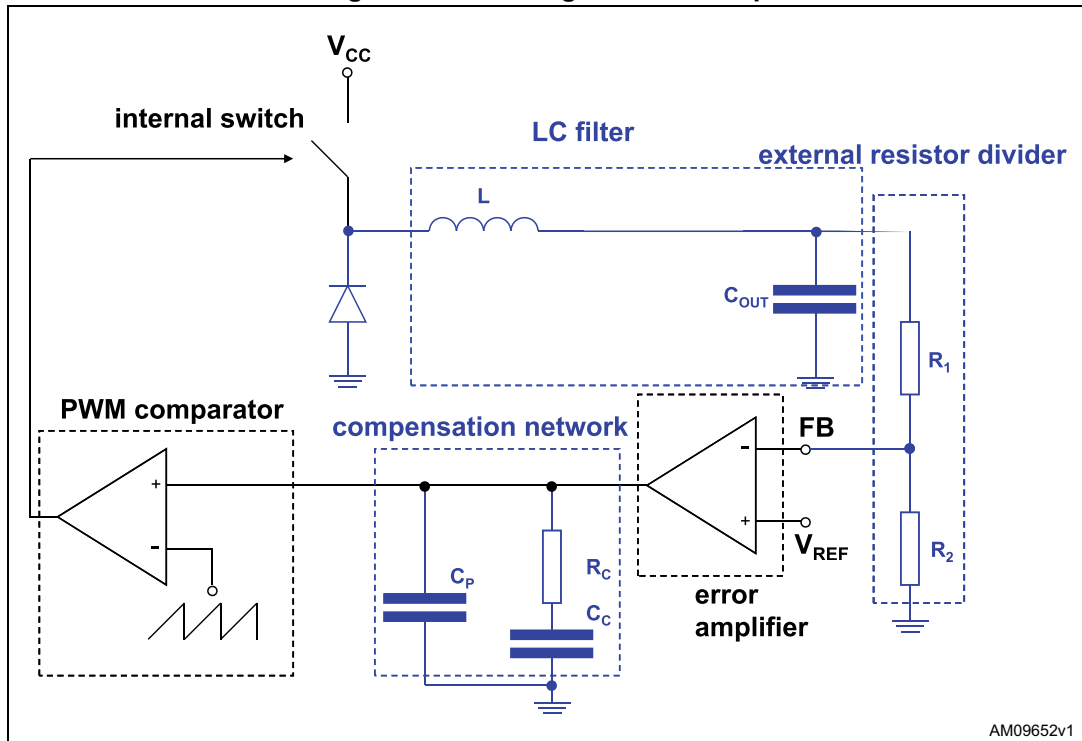 V_CC
internal switch
LC filter
external resistor divider
L
C_OUT
R_1
PWM comparator
compensation network
FB
-
+
+
-
V_REF
R_2
C_P
R_C
C_C
error
amplifier
AM09652v1